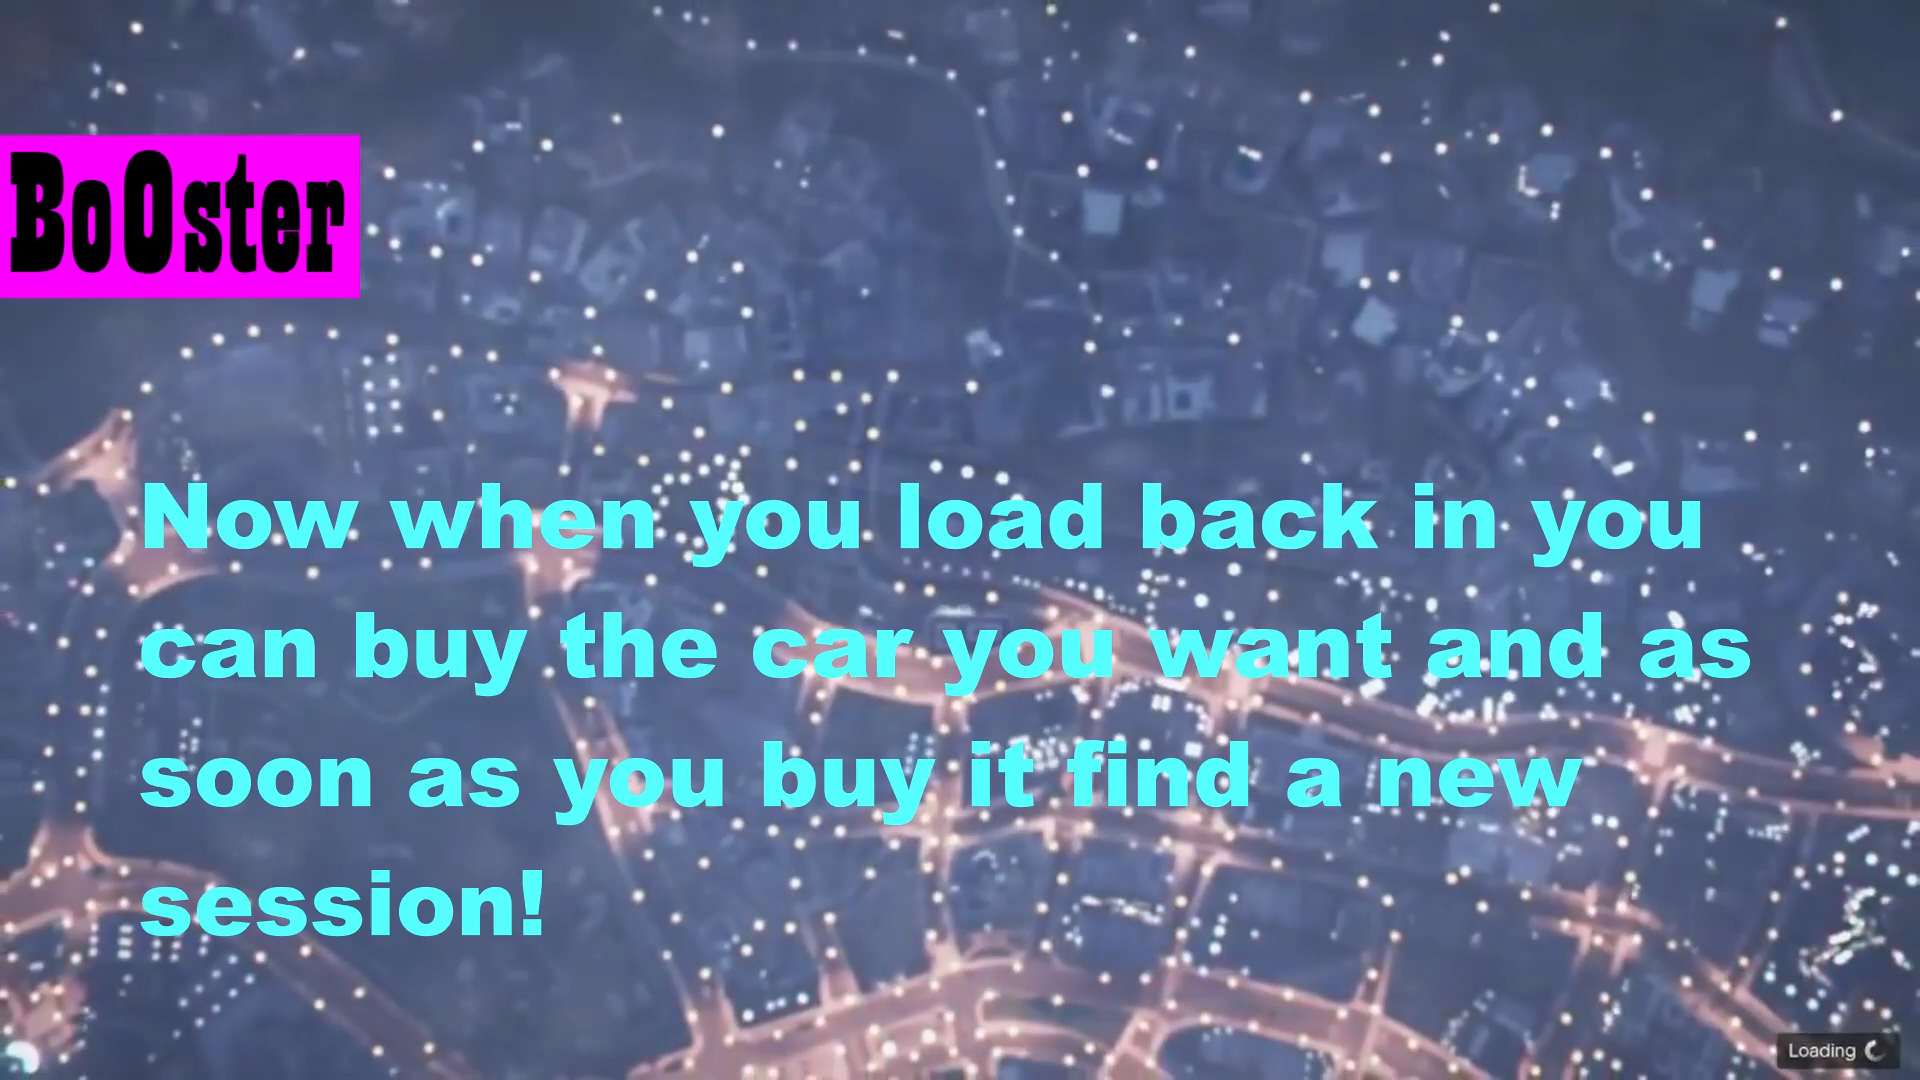 BoOster
Now when you load back in you
can buy the car you want and as
soon as you buy it find a new
session!
Loading